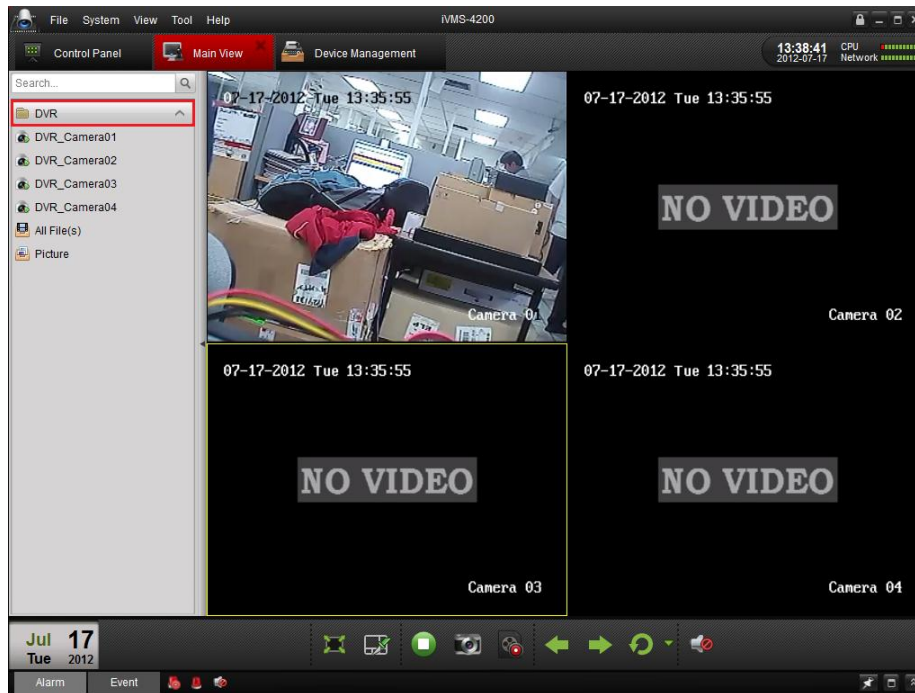 File System View Tool Help
iVMS-4200
Control Panel
Main View
Device Management
13:38:41
2012-07-17
CPU
Network
Search...
DVR
DVR_Camera01
DVR_Camera02
DVR_Camera03
DVR_Camera04
All File(s)
Picture
07-17-2012 Tue 13:35:55
Camera 01
07-17-2012 Tue 13:35:55
NO VIDEO
Camera 02
07-17-2012 Tue 13:35:55
NO VIDEO
Camera 03
07-17-2012 Tue 13:35:55
NO VIDEO
Camera 04
Jul 17
Tue 2012
Alarm
Event